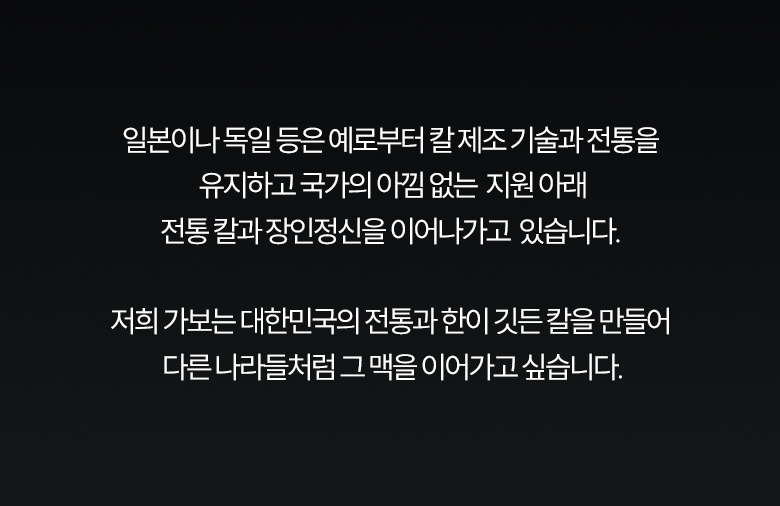 일본이나 독일 등은 예로부터 칼 제조 기술과 전통을
유지하고 국가의 아낌 없는 지원 아래
전통 칼과 장인정신을 이어나가고 있습니다.
저희 가보는 대한민국의 전통과 한이 깃든 칼을 만들어
다른 나라들처럼 그 맥을 이어가고 싶습니다.